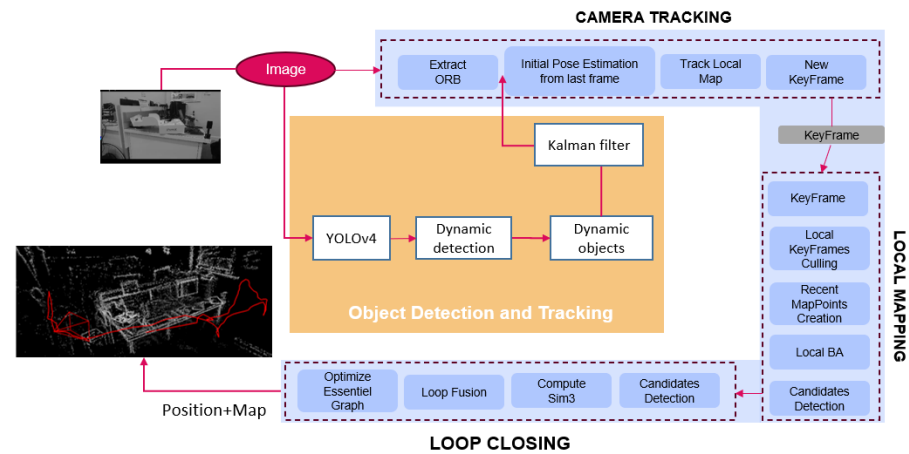 CAMERA TRACKING
Image
Extract
ORB
Initial Pose Estimation
from last frame
Track Local
Map
New
KeyFrame
KeyFrame
Kalman filter
YOLOv4
Dynamic
detection
Dynamic
objects
Object Detection and Tracking
KeyFrame
Local
KeyFrames
Culling
Recent
MapPoints
Creation
Local BA
Candidates
Detection
LOCAL MAPPING
Optimize
Essentiel
Graph
Loop Fusion
Compute
Sim3
Candidates
Detection
Position+Map
LOOP CLOSING